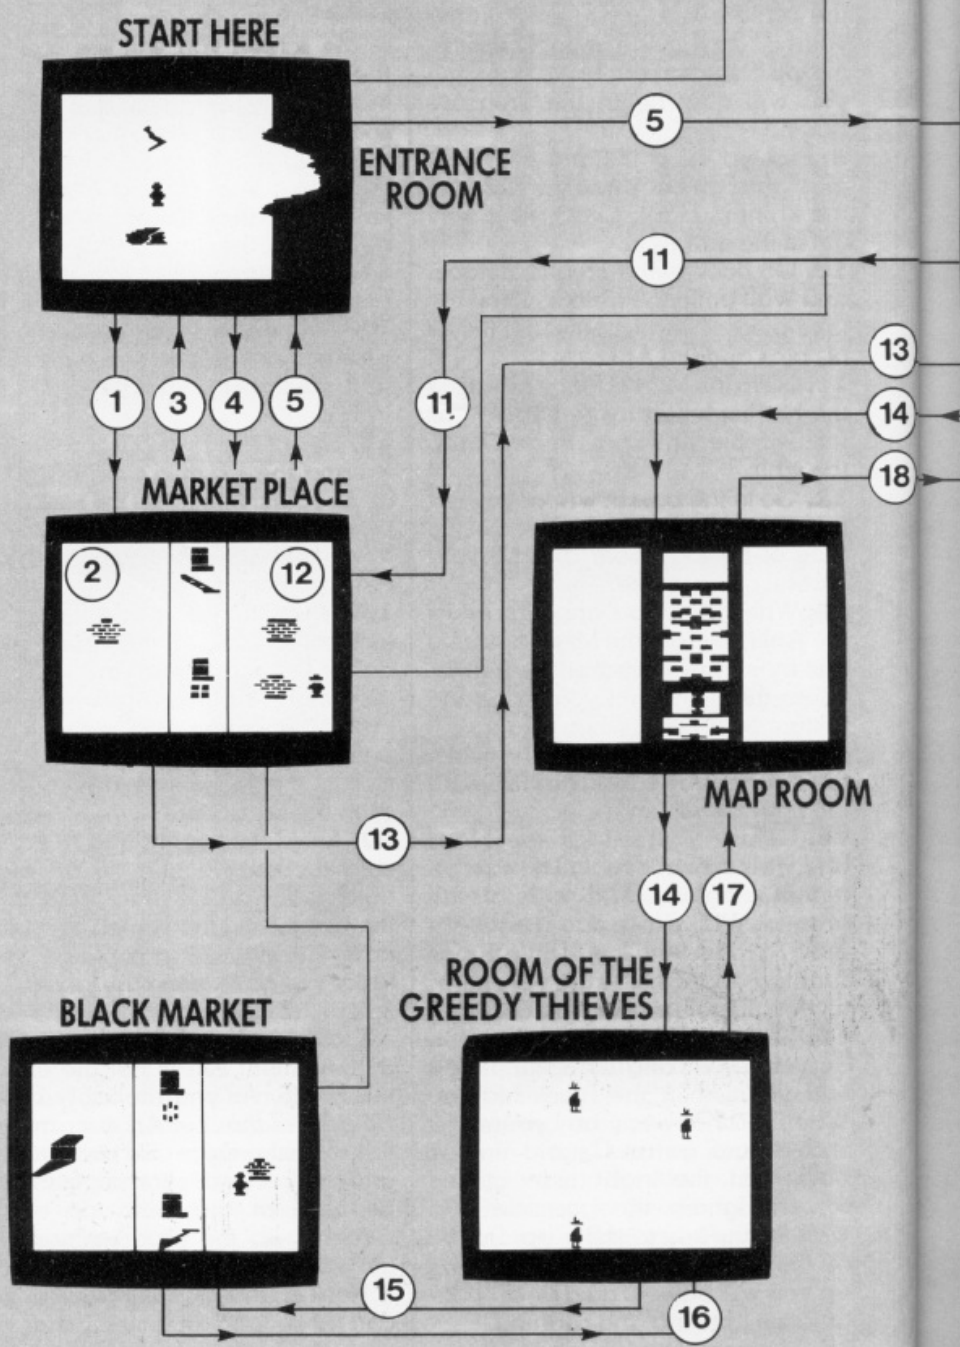 START HERE
5
ENTRANCE
ROOM
11
13
1
3
4
5
11
14
18
MARKET PLACE
2
12
MAP ROOM
13
14
17
ROOM OF THE
GREEDY THIEVES
BLACK MARKET
15
16